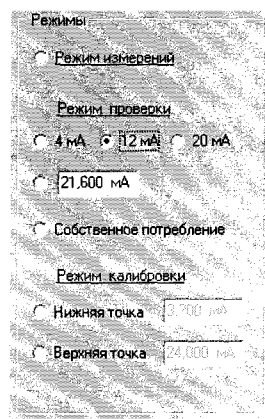 Режимы
Режим измерений
Режим проверки
4 мА 12 мА 20 мА
21,600 мА
Собственное потребление
Режим калибровки
Нижняя точка 3,700 мА
Верхняя точка 24,000 мА